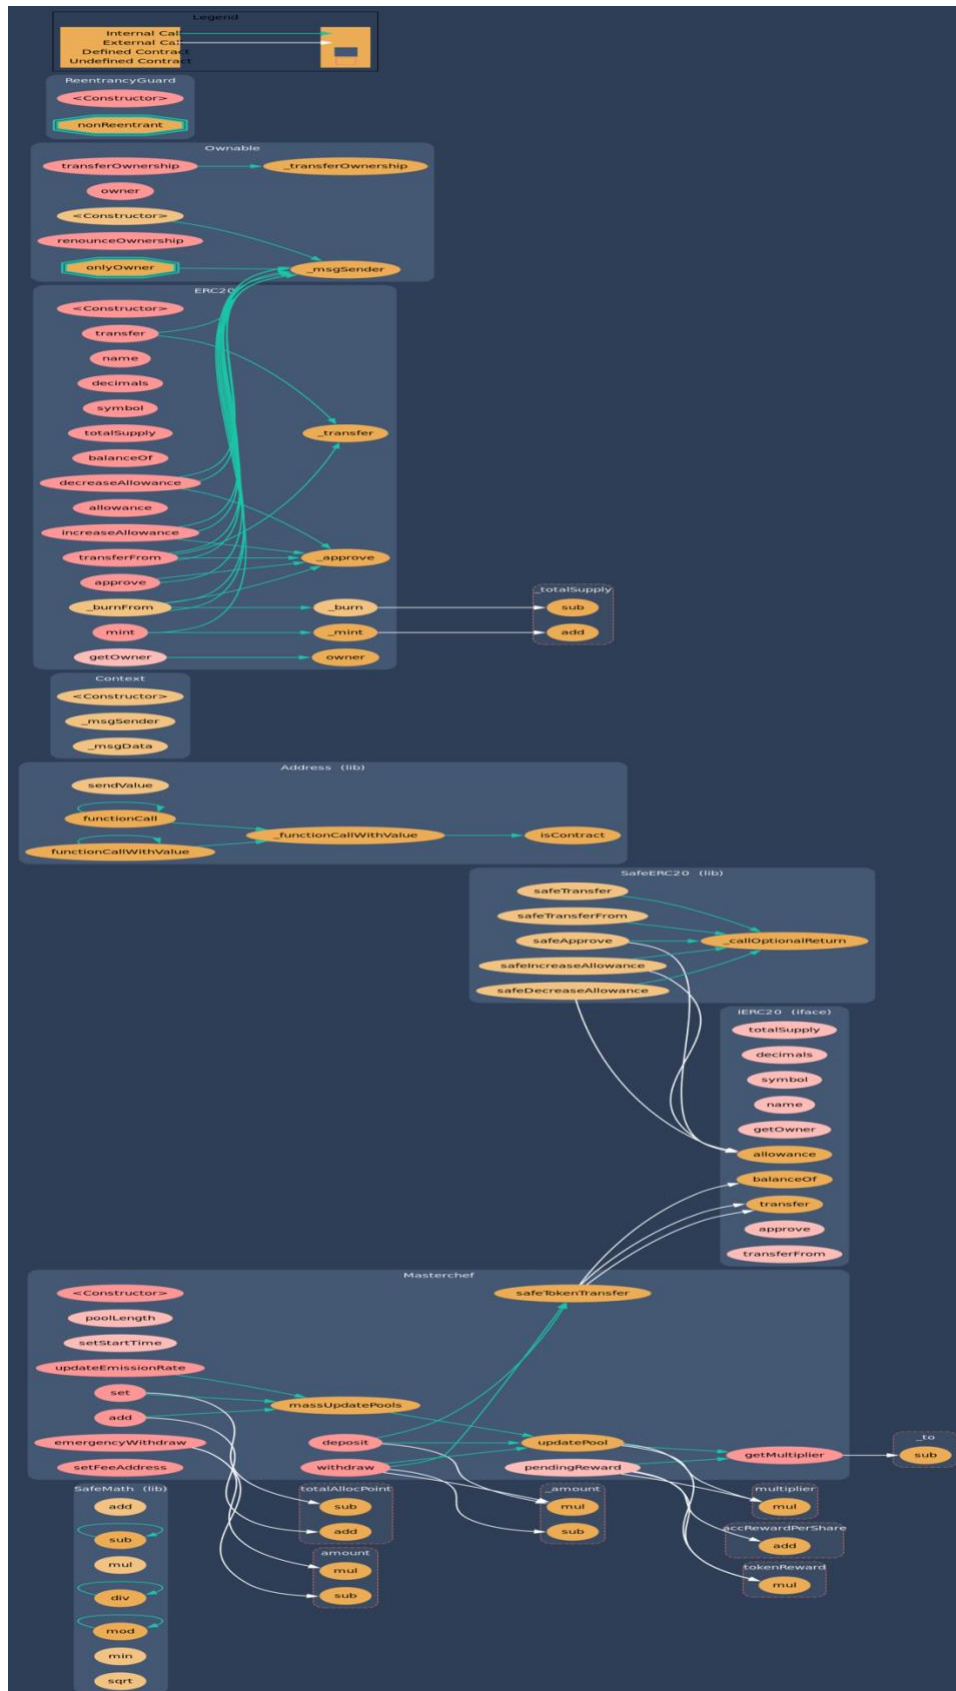 Legend
Internal Call
External Cal
Defined Contract
Undefined Contract
ReentrancyGuard
<Constructor>
nonReentrant
Ownable
transferOwnership
_transferOwnership
owner
<Constructor>
renounceOwnership
onlyOwner
_msgSender
ERC20
<Constructor>
transfer
name
decimals
symbol
totalSupply
_transfer
balanceOf
decreaseAllowance
allowance
increaseAllowance
transferFrom
_approve
approve
_burnFrom
_burn
mint
_mint
getOwner
owner
_totalSupply
sub
add
Context
<Constructor>
_msgSender
_msgData
Address (lib)
sendValue
functionCall
_functionCallWithValue
isContract
functionCallWithValue
SafeERC20 (lib)
safeTransfer
safeTransferFrom
safeApprove
_callOptionalReturn
safeIncreaseAllowance
safeDecreaseAllowance
IERC20 (iface)
totalSupply
decimals
symbol
name
getOwner
allowance
balanceOf
transfer
approve
transferFrom
Masterchef
<Constructor>
safeTokenTransfer
poolLength
setStartTime
updateEmissionRate
set
massUpdatePools
add
emergencyWithdraw
deposit
updatePool
setFeeAddress
withdraw
pendingReward
getMultiplier
_to
sub
SafeMath (lib)
add
sub
mul
div
mod
min
sqrt
totalAllocPoint
sub
add
amount
mul
sub
_amount
mul
sub
multiplier
mul
accRewardPerShare
add
tokenReward
mul